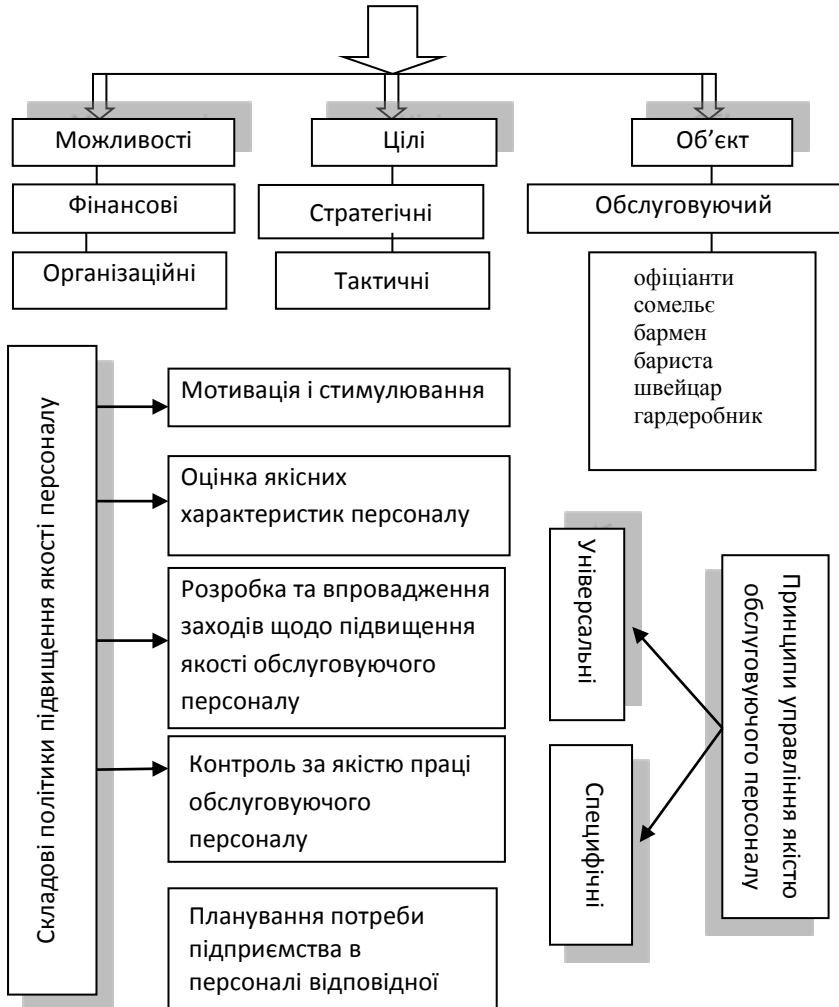 Можливості
Цілі
Об’єкт
Фінансові
Стратегічні
Обслуговуючий
Організаційні
Тактичні
офіціанти
сомельє
бармен
бариста
швейцар
гардеробник
Складові політики підвищення якості персоналу
Мотивація і стимулювання
Оцінка якісних
характеристик персоналу
Розробка та впровадження
заходів щодо підвищення
якості обслуговуючого
персоналу
Контроль за якістю праці
обслуговуючого
персоналу
Планування потреби
підприємства в
персоналі відповідної
Універсальні
Специфічні
Принципи управління якістю
обслуговуючого персоналу